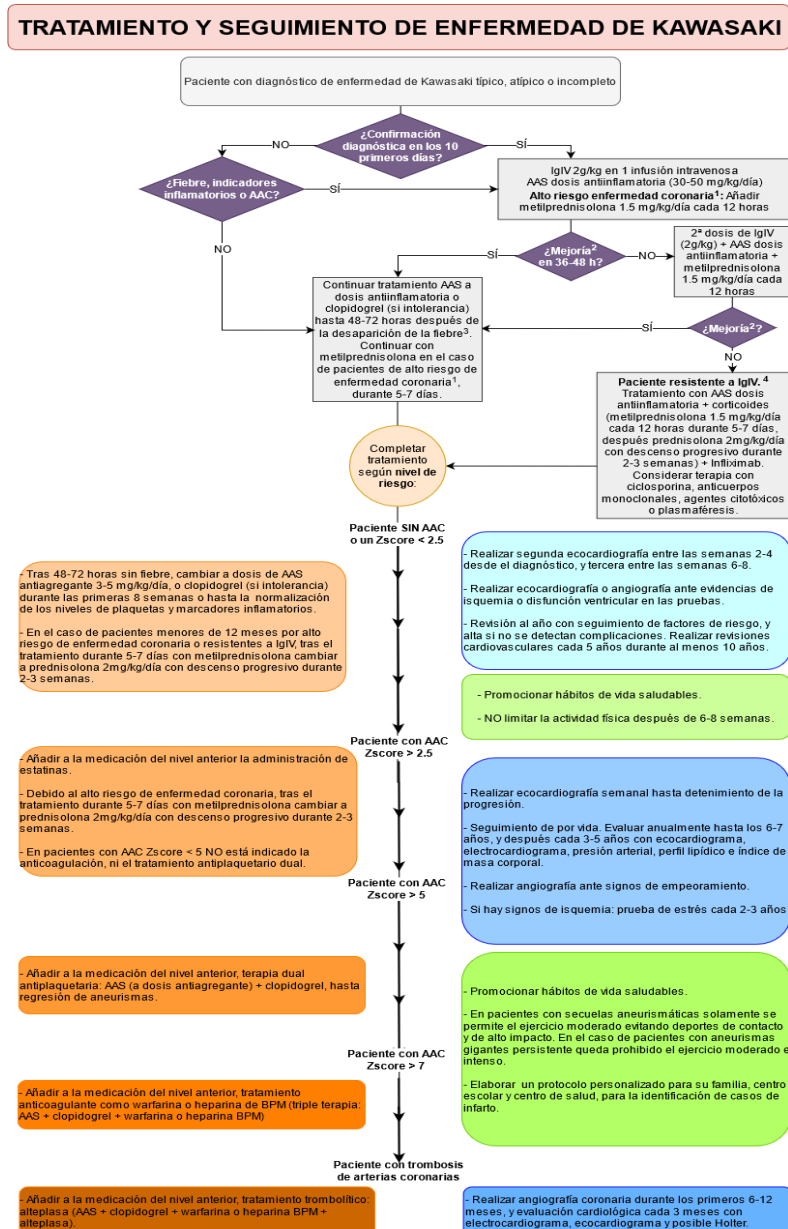 TRATAMIENTO Y SEGUIMIENTO DE ENFERMEDAD DE KAWASAKI
Paciente con diagnóstico de enfermedad de Kawasaki típico, atípico o incompleto
¿Confirmación
diagnóstica en los 10
primeros días?
NO
SÍ
¿Fiebre, indicadores
inflamatorios o AAC?
SÍ
NO
IgIV 2g/kg en 1 infusión intravenosa
AAS dosis antiinflamatoria (30-50 mg/kg/día)
Alto riesgo enfermedad coronaria¹: Añadir
metilprednisolona 1.5 mg/kg/día cada 12 horas
¿Mejoría²
en 36-48 h?
SÍ
NO
2ª dosis de IgIV
(2g/kg) + AAS dosis
antiinflamatoria +
metilprednisolona
1.5 mg/kg/día cada
12 horas
Continuar tratamiento AAS a
dosis antiinflamatoria o
clopidogrel (si intolerancia)
hasta 48-72 horas después de
la desaparición de la fiebre³.
Continuar con
metilprednisolona en el caso
de pacientes de alto riesgo de
enfermedad coronaria¹,
durante 5-7 días.
¿Mejoría²?
SÍ
NO
Paciente resistente a IgIV. ⁴
Tratamiento con AAS dosis
antiinflamatoria + corticoides
(metilprednisolona 1.5 mg/kg/día
cada 12 horas durante 5-7 días,
después prednisolona 2mg/kg/día
con descenso progresivo durante
2-3 semanas) + Infliximab.
Considerar terapia con
ciclosporina, anticuerpos
monoclonales, agentes citotóxicos
o plasmaféresis.
Completar
tratamiento
según nivel de
riesgo:
Paciente SIN AAC
o un Zscore < 2.5
- Tras 48-72 horas sin fiebre, cambiar a dosis de AAS
antiagregante 3-5 mg/kg/día, o clopidogrel (si intolerancia)
durante las primeras 8 semanas o hasta la normalización
de los niveles de plaquetas y marcadores inflamatorios.
- En el caso de pacientes menores de 12 meses por alto
riesgo de enfermedad coronaria o resistentes a IgIV, tras el
tratamiento durante 5-7 días con metilprednisolona cambiar
a prednisolona 2mg/kg/día con descenso progresivo durante
2-3 semanas.
- Realizar segunda ecocardiografía entre las semanas 2-4
desde el diagnóstico, y tercera entre las semanas 6-8.
- Realizar ecocardiografía o angiografía ante evidencias de
isquemia o disfunción ventricular en las pruebas.
- Revisión al año con seguimiento de factores de riesgo, y
alta si no se detectan complicaciones. Realizar revisiones
cardiovasculares cada 5 años durante al menos 10 años.
- Promocionar hábitos de vida saludables.
- NO limitar la actividad física después de 6-8 semanas.
Paciente con AAC
Zscore > 2.5
- Añadir a la medicación del nivel anterior la administración de
estatinas.
- Debido al alto riesgo de enfermedad coronaria, tras el
tratamiento durante 5-7 días con metilprednisolona cambiar a
prednisolona 2mg/kg/día con descenso progresivo durante 2-3
semanas.
- En pacientes con AAC Zscore < 5 NO está indicado la
anticoagulación, ni el tratamiento antiplaquetario dual.
- Realizar ecocardiografía semanal hasta detenimiento de la
progresión.
- Seguimiento de por vida. Evaluar anualmente hasta los 6-7
años, y después cada 3-5 años con ecocardiograma,
electrocardiograma, presión arterial, perfil lipídico e índice de
masa corporal.
- Realizar angiografía ante signos de empeoramiento.
- Si hay signos de isquemia: prueba de estrés cada 2-3 años
Paciente con AAC
Zscore > 5
- Añadir a la medicación del nivel anterior, terapia dual
antiplaquetaria: AAS (a dosis antiagregante) + clopidogrel, hasta
regresión de aneurismas.
- Promocionar hábitos de vida saludables.
- En pacientes con secuelas aneurismáticas solamente se
permite el ejercicio moderado evitando deportes de contacto
y de alto impacto. En el caso de pacientes con aneurismas
gigantes persistente queda prohibido el ejercicio moderado e
intenso.
- Elaborar un protocolo personalizado para su familia, centro
escolar y centro de salud, para la identificación de casos de
infarto.
Paciente con AAC
Zscore > 7
- Añadir a la medicación del nivel anterior, tratamiento
anticoagulante como warfarina o heparina de BPM (triple terapia:
AAS + clopidogrel + warfarina o heparina BPM)
Paciente con trombosis
de arterias coronarias
- Añadir a la medicación del nivel anterior, tratamiento trombolítico:
alteplasa (AAS + clopidogrel + warfarina o heparina BPM +
alteplasa).
- Realizar angiografía coronaria durante los primeros 6-12
meses, y evaluación cardiológica cada 3 meses con
electrocardiograma, ecocardiograma y posible Holter.